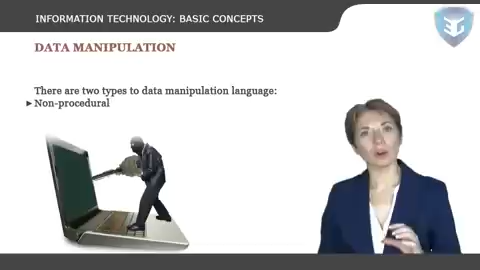 INFORMATION TECHNOLOGY: BASIC CONCEPTS
DATA MANIPULATION
There are two types to data manipulation language:
►Non-procedural